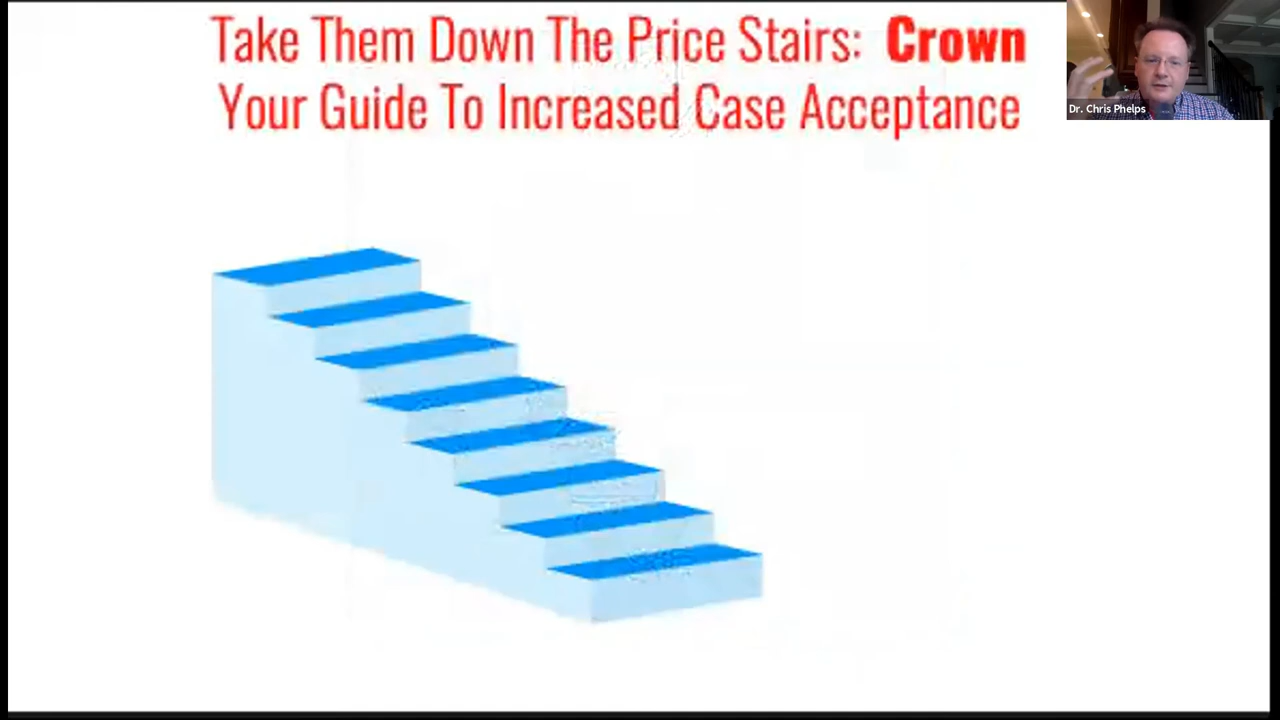 Take Them Down The Price Stairs: Crown
Your Guide To Increased Case Acceptance
Dr. Chris Phelps